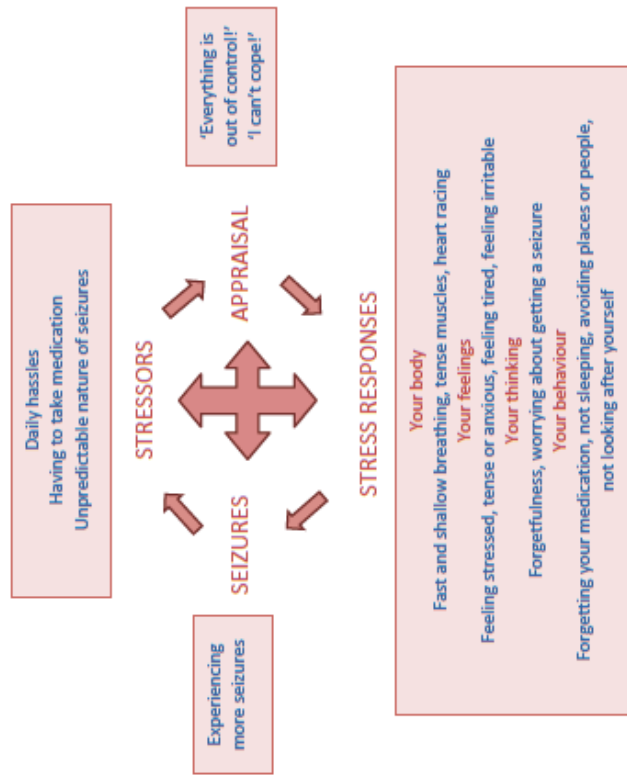 Daily hassles
Having to take medication
Unpredictable nature of seizures
STRESSORS
Experiencing
more seizures
SEIZURES
APPRAISAL
'Everything is
out of control!'
'I can't cope!'
STRESS RESPONSES
Your body
Fast and shallow breathing, tense muscles, heart racing
Your feelings
Feeling stressed, tense or anxious, feeling tired, feeling irritable
Your thinking
Forgetfulness, worrying about getting a seizure
Your behaviour
Forgetting your medication, not sleeping, avoiding places or people,
not looking after yourself